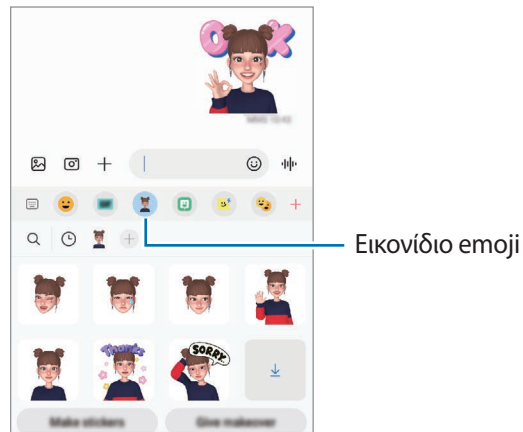 OK
Εικονίδιο emoji
Thanks
SORRY
Make stickers
Give makeover